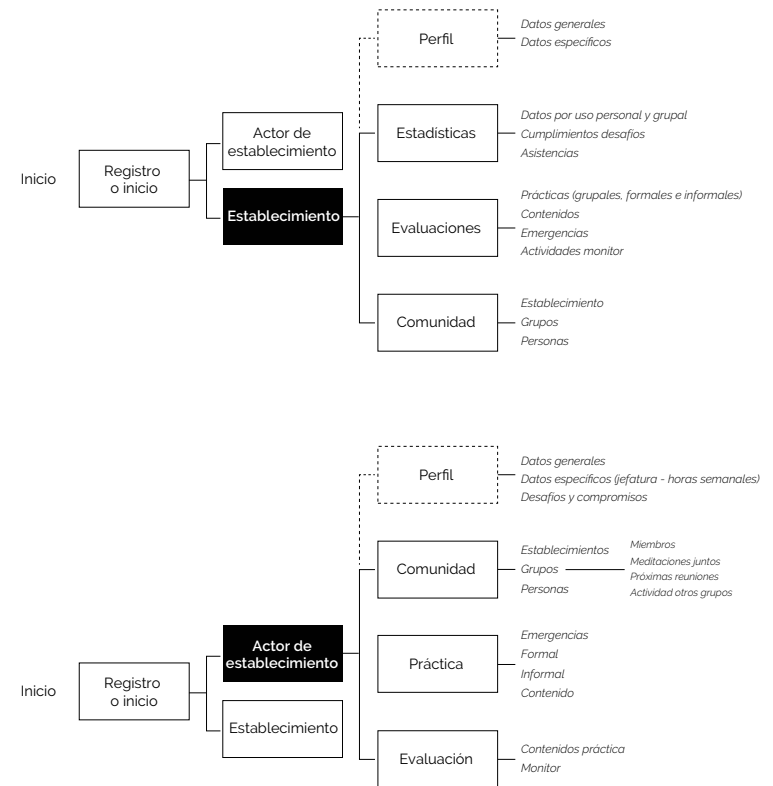 Perfil
Datos generales
Datos específicos
Actor de
establecimiento
Estadísticas
Datos por uso personal y grupal
Cumplimientos desafíos
Asistencias
Inicio
Registro
o inicio
Establecimiento
Evaluaciones
Prácticas (grupales, formales e informales)
Contenidos
Emergencias
Actividades monitor
Comunidad
Establecimiento
Grupos
Personas
Perfil
Datos generales
Datos específicos (jefatura - horas semanales)
Desafíos y compromisos
Comunidad
Establecimientos
Grupos
Personas
Miembros
Meditaciones juntos
Próximas reuniones
Actividad otros grupos
Actor de
establecimiento
Práctica
Emergencias
Formal
Informal
Contenido
Inicio
Registro
o inicio
Establecimiento
Evaluación
Contenidos práctica
Monitor